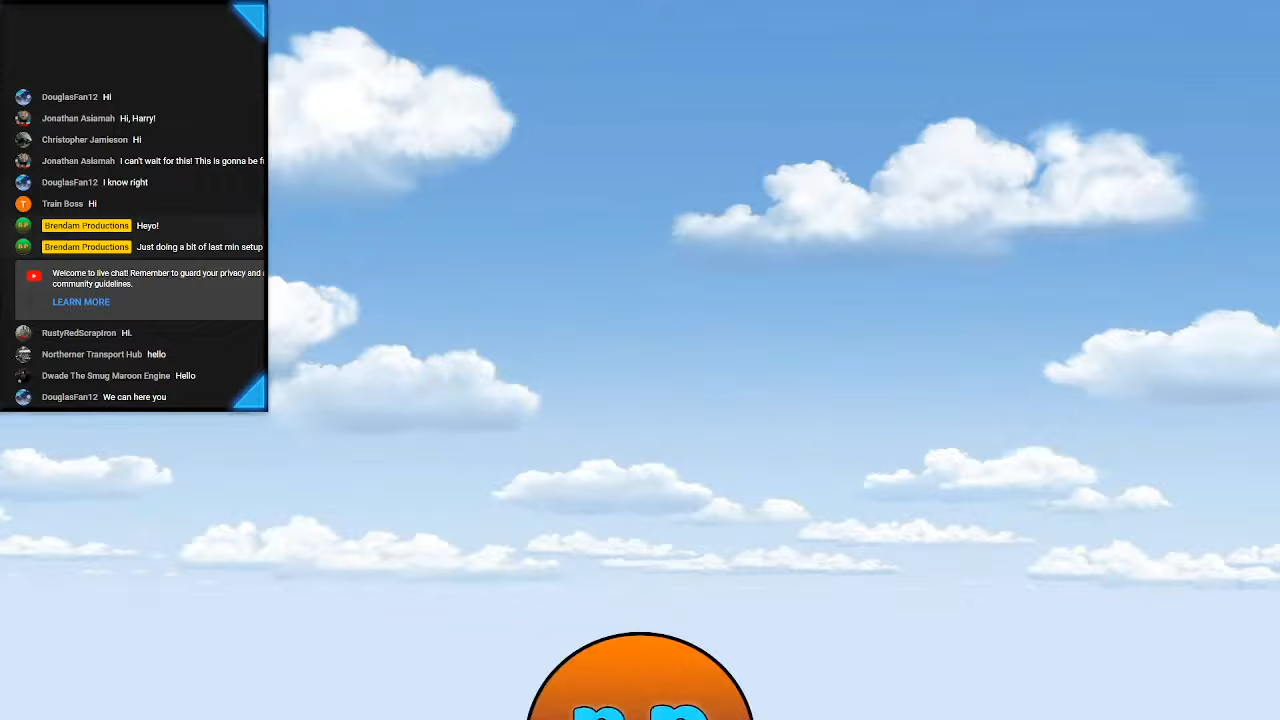 DouglasFan12 Hi
Jonathan Asiamah Hi, Harry!
Christopher Jamieson Hi
Jonathan Asiamah I can't wait for this! This is gonna be
DouglasFan12 I know right
T Train Boss Hi
B.P Brendam Productions Heyo!
B.P Brendam Productions Just doing a bit of last min setup
Welcome to live chat! Remember to guard your privacy and
community guidelines.
LEARN MORE
RustyRedScrapIron Hi.
Northerner Transport Hub hello
Dwade The Smug Maroon Engine Hello
DouglasFan12 We can here you